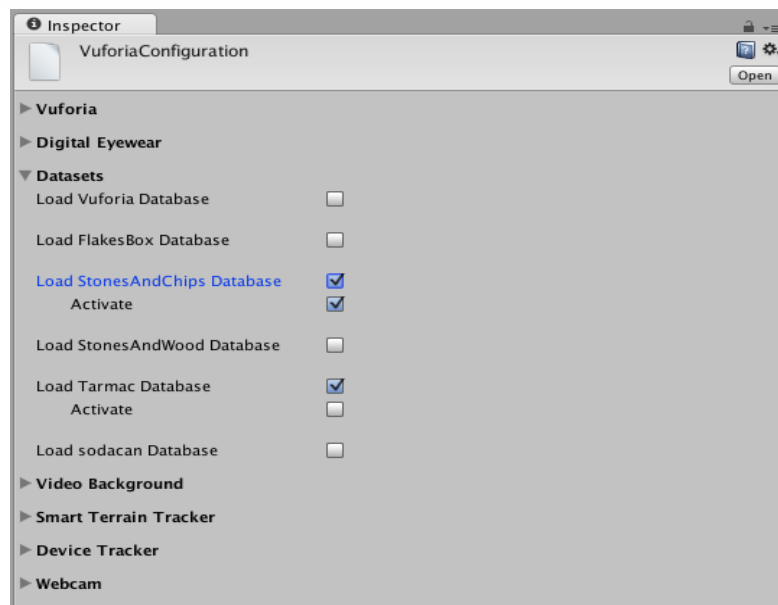 Inspector
VuforiaConfiguration
Open
Vuforia
Digital Eyewear
Datasets
Load Vuforia Database
Load FlakesBox Database
Load StonesAndChips Database
Activate
Load StonesAndWood Database
Load Tarmac Database
Activate
Load sodacan Database
Video Background
Smart Terrain Tracker
Device Tracker
Webcam